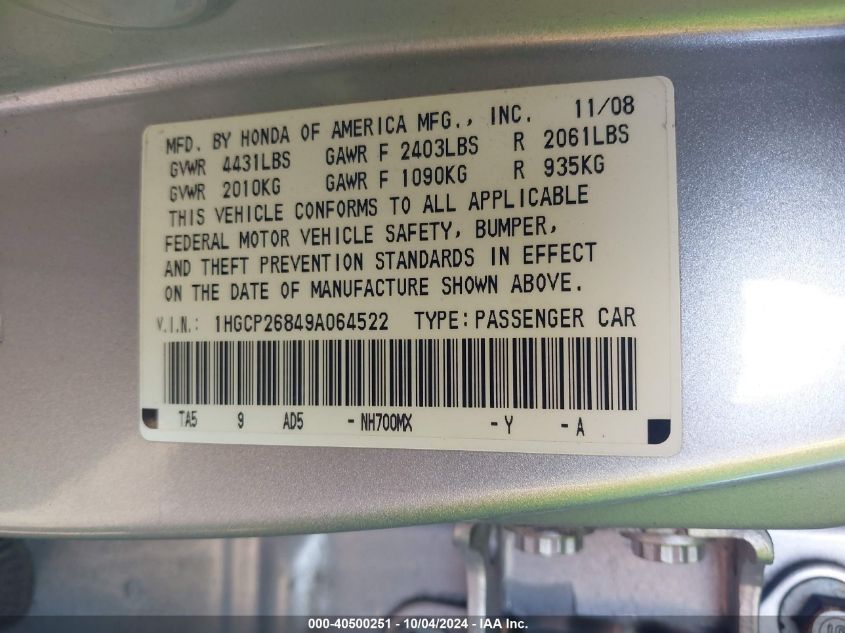 MFD. BY HONDA OF AMERICA MFG., INC. 11/08
GVWR 4431LBS GAWR F 2403LBS R 2061LBS
GVWR 2010KG GAWR F 1090KG R 935KG
THIS VEHICLE CONFORMS TO ALL APPLICABLE
FEDERAL MOTOR VEHICLE SAFETY, BUMPER,
AND THEFT PREVENTION STANDARDS IN EFFECT
ON THE DATE OF MANUFACTURE SHOWN ABOVE.
V.I.N.: 1HGCP26849A064522 TYPE: PASSENGER CAR
TA5 9 AD5 - NH700MX - Y - A
000-40500251 - 10/04/2024 - IAA Inc.